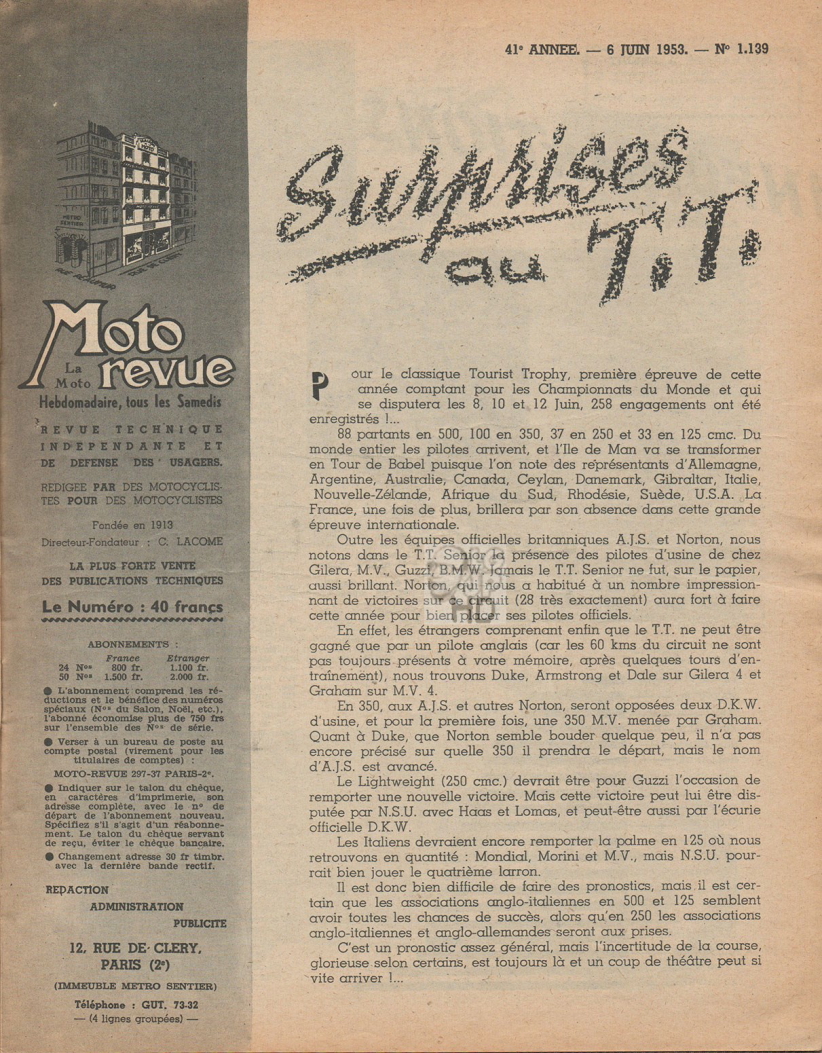 41e ANNEE. — 6 JUIN 1953. — No 1.139
Surprises
au T.T.
METRO
SENTIER
RUE REAUMUR
RUE DE CLERY
Moto
La
Moto
revue
Hebdomadaire, tous les Samedis
REVUE TECHNIQUE
INDEPENDANTE ET
DE DEFENSE DES USAGERS.
REDIGEE PAR DES MOTOCYCLIS-
TES POUR DES MOTOCYCLISTES
Fondée en 1913
Directeur-Fondateur : C. LACOME
LA PLUS FORTE VENTE
DES PUBLICATIONS TECHNIQUES
Le Numéro : 40 francs
ABONNEMENTS :
France Etranger
24 Nos 800 fr. 1.100 fr.
50 Nos 1.500 fr. 2.000 fr.
● L'abonnement comprend les ré-
ductions et le bénéfice des numéros
spéciaux (Nos du Salon, Noël, etc.),
l'abonné économise plus de 750 frs
sur l'ensemble des Nos de série.
● Verser à un bureau de poste au
compte postal (virement pour les
titulaires de comptes) :
MOTO-REVUE 297-37 PARIS-2e.
● Indiquer sur le talon du chèque,
en caractères d'imprimerie, son
adresse complète, avec le no de
départ de l'abonnement nouveau.
Spécifiez s'il s'agit d'un réabonne-
ment. Le talon du chèque servant
de reçu, éviter le chèque bancaire.
● Changement adresse 30 fr timbr.
avec la dernière bande rectif.
REDACTION
ADMINISTRATION
PUBLICITE
12, RUE DE CLERY,
PARIS (2e)
(IMMEUBLE METRO SENTIER)
Téléphone : GUT. 73-32
— (4 lignes groupées) —
Pour le classique Tourist Trophy, première épreuve de cette
année comptant pour les Championnats du Monde et qui
se disputera les 8, 10 et 12 Juin, 258 engagements ont été
enregistrés !...
88 partants en 500, 100 en 350, 37 en 250 et 33 en 125 cmc. Du
monde entier les pilotes arrivent, et l'Ile de Man va se transformer
en Tour de Babel puisque l'on note des représentants d'Allemagne,
Argentine, Australie, Canada, Ceylan, Danemark, Gibraltar, Italie,
Nouvelle-Zélande, Afrique du Sud, Rhodésie, Suède, U.S.A. La
France, une fois de plus, brillera par son absence dans cette grande
épreuve internationale.
Outre les équipes officielles britanniques A.J.S. et Norton, nous
notons dans le T.T. Senior la présence des pilotes d'usine de chez
Gilera, M.V., Guzzi, B.M.W. jamais le T.T. Senior ne fut, sur le papier,
aussi brillant. Norton, qui nous a habitué à un nombre impression-
nant de victoires sur ce circuit (28 très exactement) aura fort à faire
cette année pour bien placer ses pilotes officiels.
En effet, les étrangers comprenant enfin que le T.T. ne peut être
gagné que par un pilote anglais (car les 60 kms du circuit ne sont
pas toujours présents à votre mémoire, après quelques tours d'en-
traînement), nous trouvons Duke, Armstrong et Dale sur Gilera 4 et
Graham sur M.V. 4.
En 350, aux A.J.S. et autres Norton, seront opposées deux D.K.W.
d'usine, et pour la première fois, une 350 M.V. menée par Graham.
Quant à Duke, que Norton semble bouder quelque peu, il n'a pas
encore précisé sur quelle 350 il prendra le départ, mais le nom
d'A.J.S. est avancé.
Le Lightweight (250 cmc.) devrait être pour Guzzi l'occasion de
remporter une nouvelle victoire. Mais cette victoire peut lui être dis-
putée par N.S.U. avec Haas et Lomas, et peut-être aussi par l'écurie
officielle D.K.W.
Les Italiens devraient encore remporter la palme en 125 où nous
retrouvons en quantité : Mondial, Morini et M.V., mais N.S.U. pour-
rait bien jouer le quatrième larron.
Il est donc bien difficile de faire des pronostics, mais il est cer-
tain que les associations anglo-italiennes en 500 et 125 semblent
avoir toutes les chances de succès, alors qu'en 250 les associations
anglo-italiennes et anglo-allemandes seront aux prises.
C'est un pronostic assez général, mais l'incertitude de la course,
glorieuse selon certains, est toujours là et un coup de théâtre peut si
vite arriver !...
HD